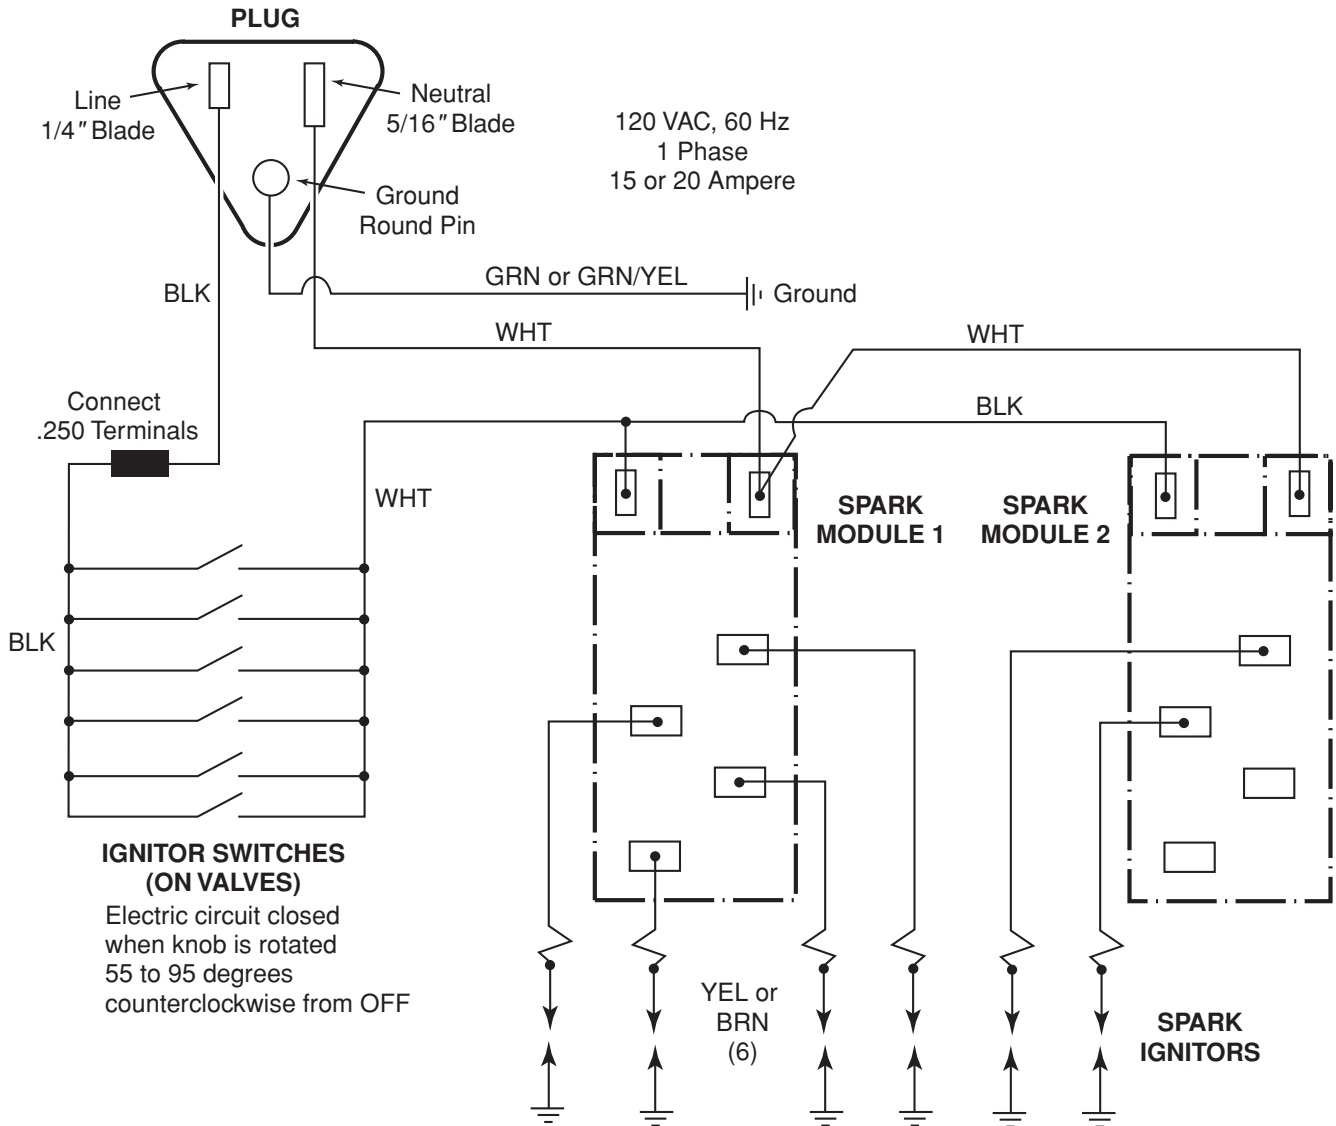 PLUG
Line
1/4" Blade
Neutral
5/16" Blade
120 VAC, 60 Hz
1 Phase
15 or 20 Ampere
Ground
Round Pin
BLK
GRN or GRN/YEL
Ground
WHT
WHT
Connect
.250 Terminals
BLK
WHT
SPARK
MODULE 1
SPARK
MODULE 2
BLK
IGNITOR SWITCHES
(ON VALVES)
Electric circuit closed
when knob is rotated
55 to 95 degrees
counterclockwise from OFF
YEL or
BRN
(6)
SPARK
IGNITORS